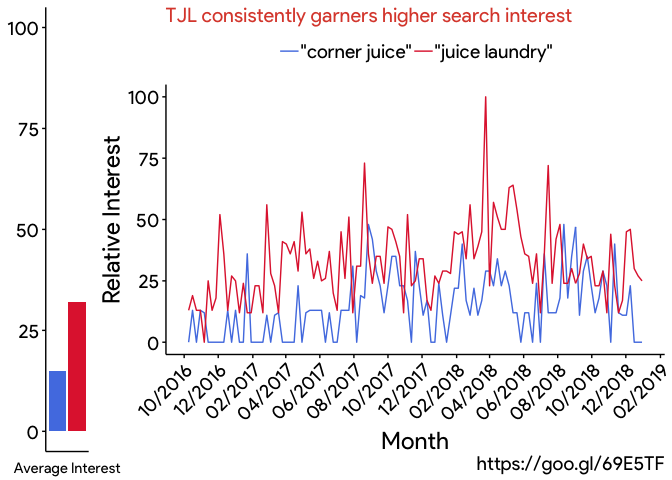 TJL consistently garners higher search interest
"corner juice" "juice laundry"
100
75
50
25
0
Average Interest
Relative Interest
100
75
50
25
0
10/2016 12/2016 02/2017 04/2017 06/2017 08/2017 10/2017 12/2017 02/2018 04/2018 06/2018 08/2018 10/2018 12/2018 02/2019
Month
https://goo.gl/69E5TF